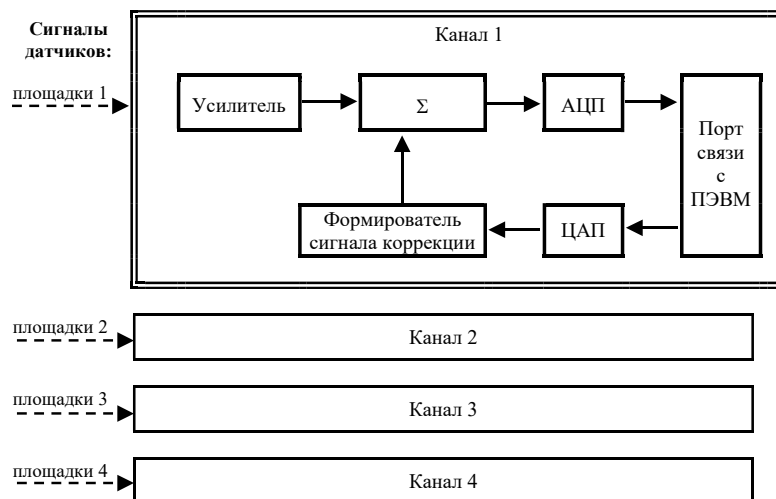 Сигналы
датчиков:
Канал 1
площадки 1
Усилитель
Σ
АЦП
Порт
связи
с
ПЭВМ
Формирователь
сигнала коррекции
ЦАП
площадки 2
Канал 2
площадки 3
Канал 3
площадки 4
Канал 4